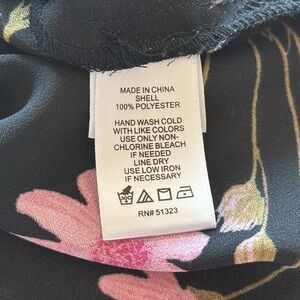 MADE IN CHINA
SHELL
100% POLYESTER
HAND WASH COLD
WITH LIKE COLORS
USE ONLY NON-
CHLORINE BLEACH
IF NEEDED
LINE DRY
USE LOW IRON
IF NECESSARY
RN# 51323